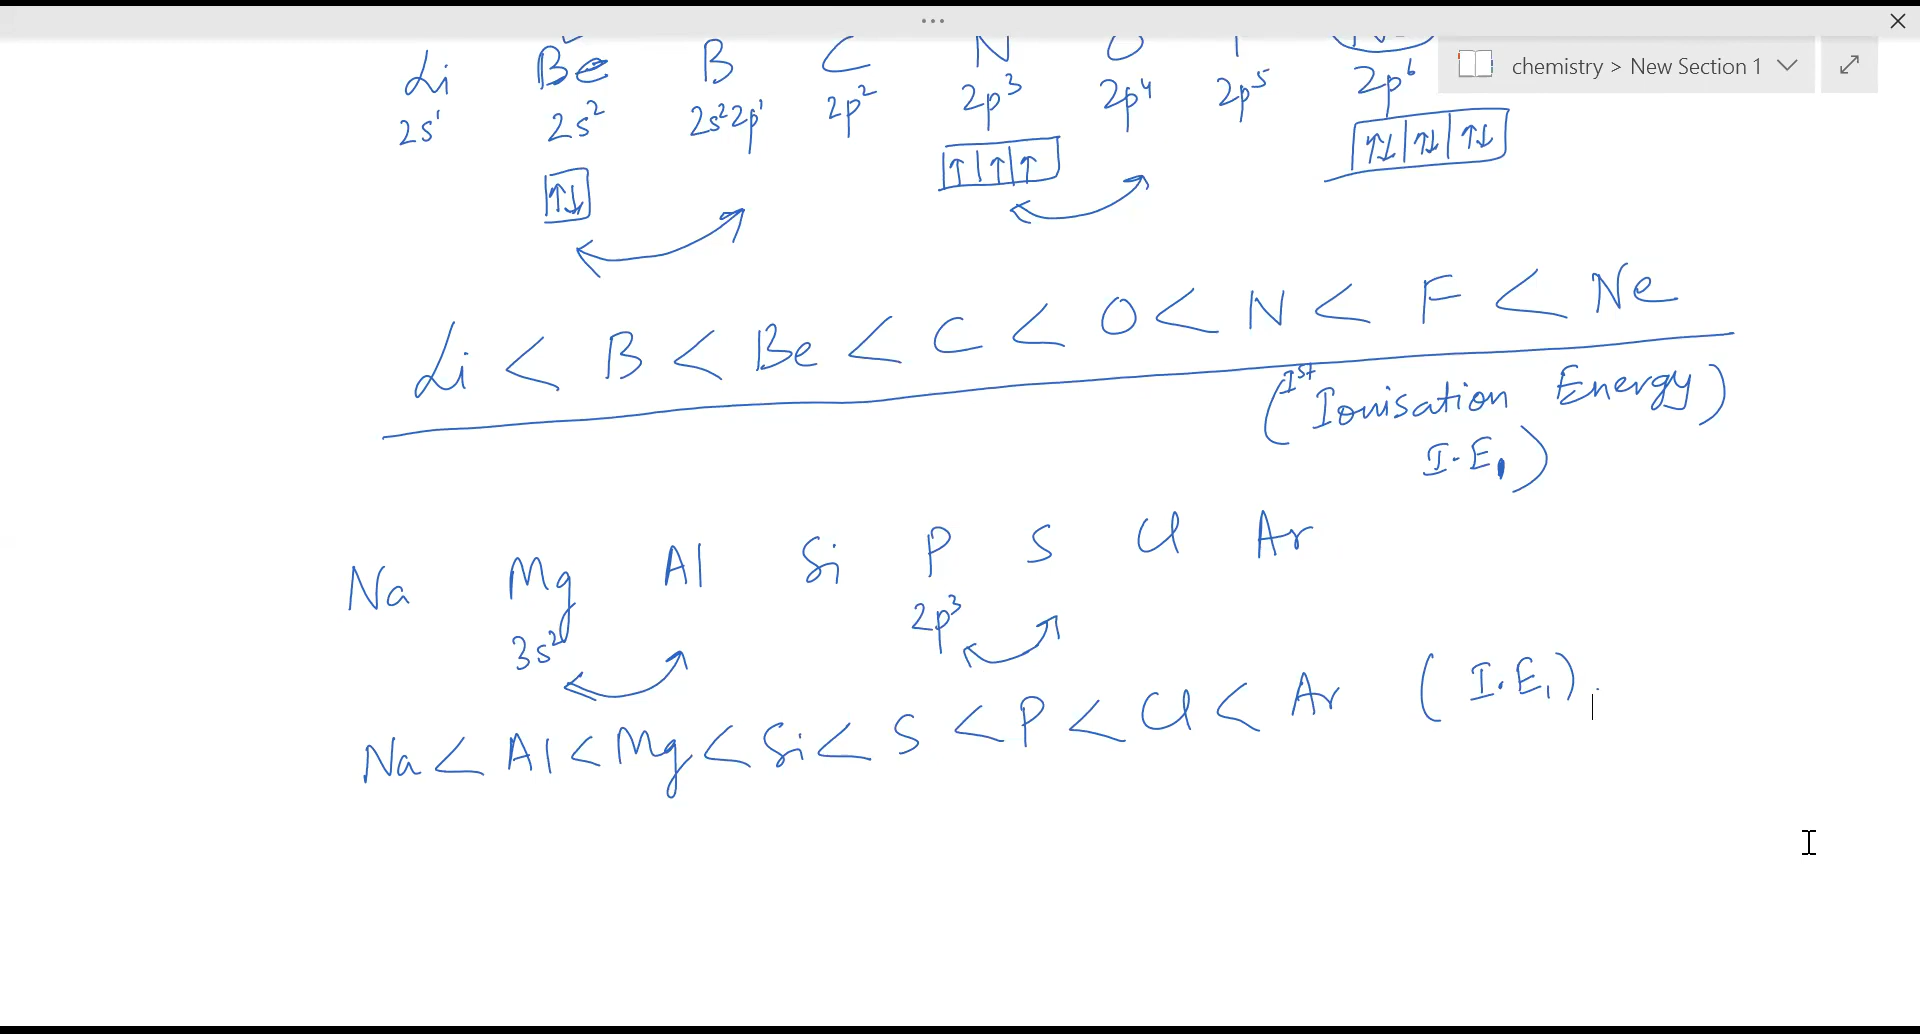 chemistry > New Section 1
Li Be B C N O F
2s¹ 2s² 2s²2p¹ 2p² 2p³ 2p⁴ 2p⁵ 2p⁶
↑↓ ↑ ↑ ↑ ↑↓ ↑↓ ↑↓
Li < B < Be < C < O < N < F < Ne
(Iˢᵗ Ionisation Energy)
I.E₁)
Na Mg Al Si P S Cl Ar
3s² 2p³
Na < Al < Mg < Si < S < P < Cl < Ar (I.E₁)